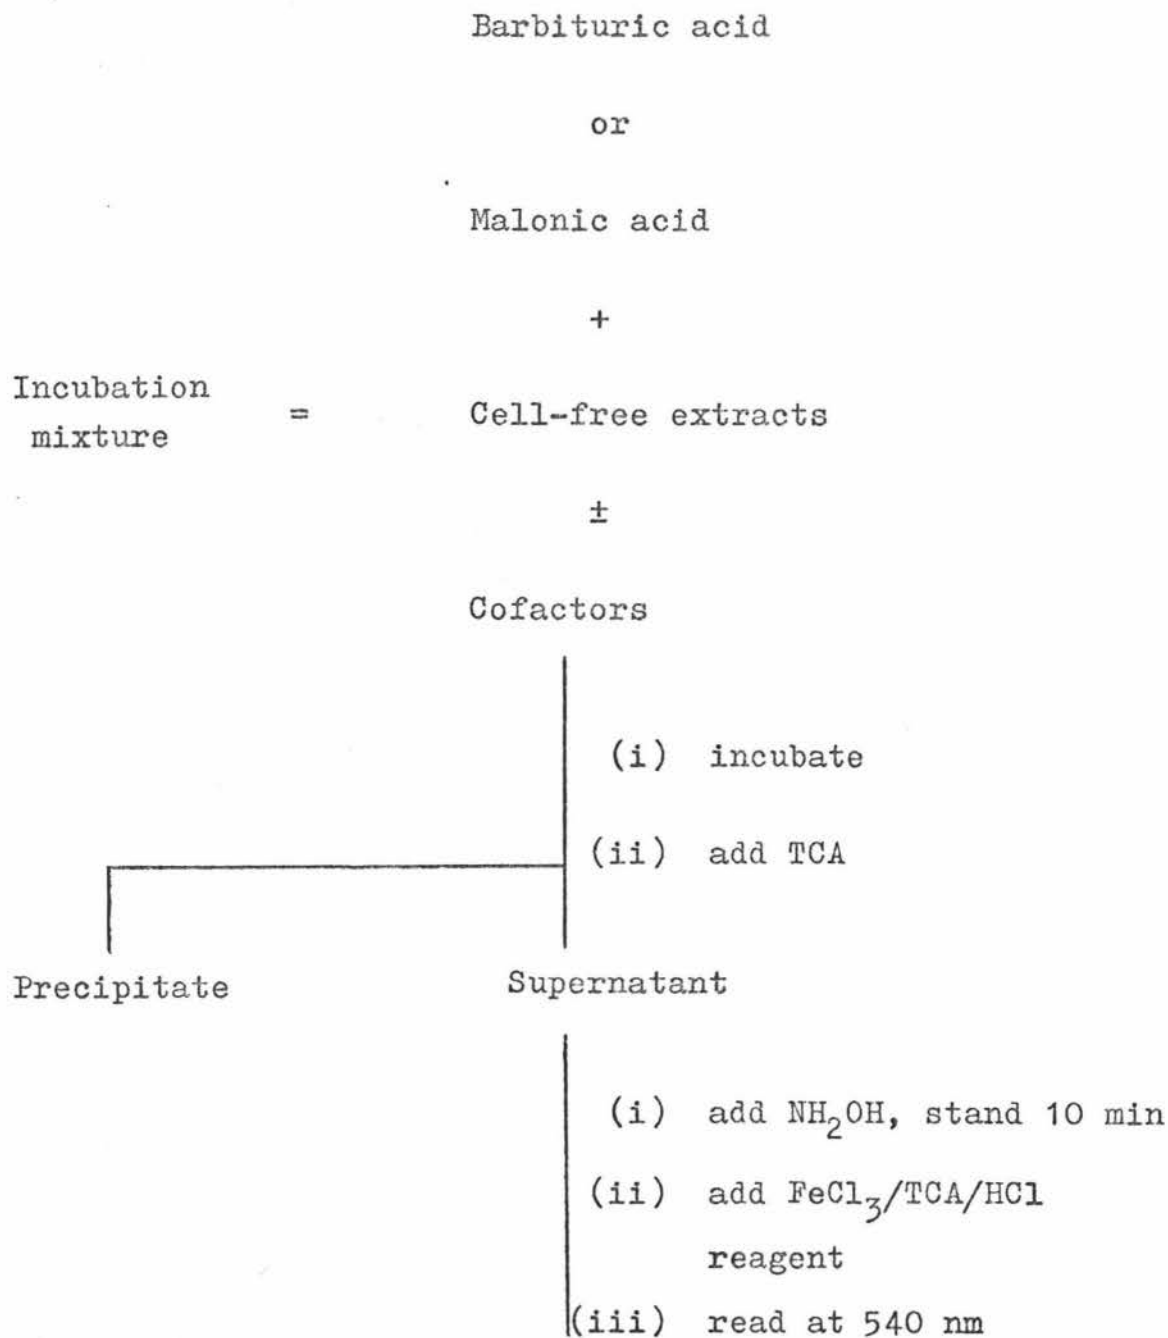 Barbituric acid
or
Malonic acid
+
Incubation
mixture
=
Cell-free extracts
±
Cofactors
(i) incubate
(ii) add TCA
Precipitate
Supernatant
(i) add NH₂OH, stand 10 min
(ii) add FeCl₃/TCA/HCl
reagent
(iii) read at 540 nm